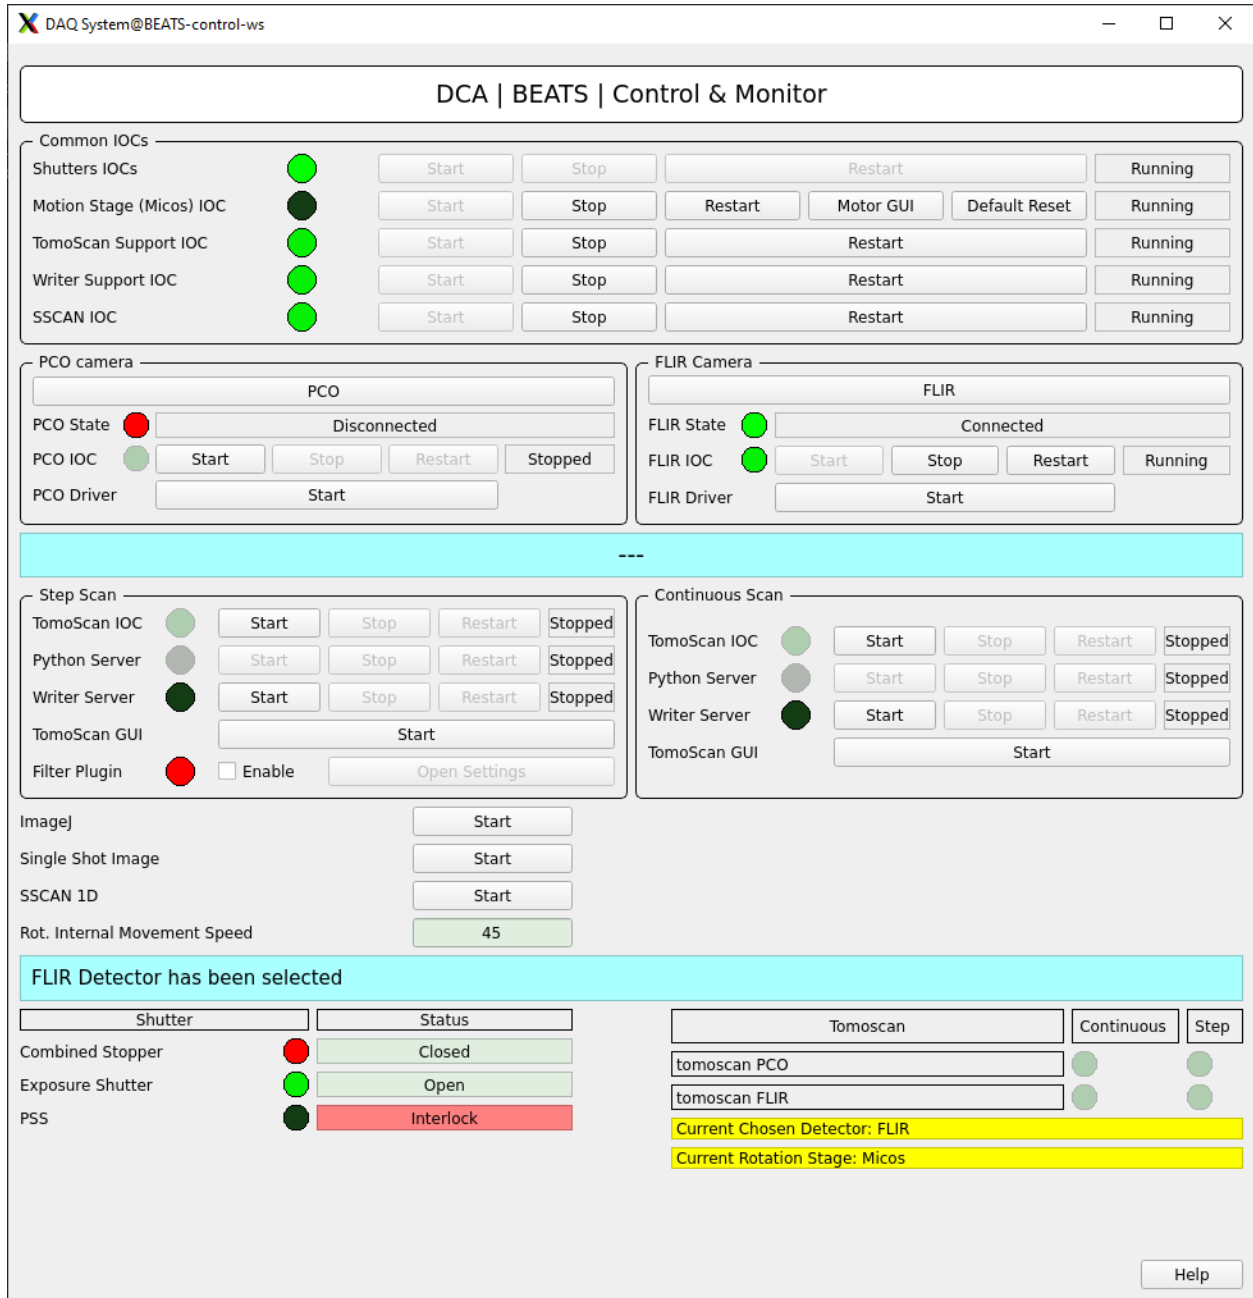 DAQ System@BEATS-control-ws
DCA | BEATS | Control & Monitor
Common IOCs
Shutters IOCs Start Stop Restart Running
Motion Stage (Micos) IOC Start Stop Restart Motor GUI Default Reset Running
TomoScan Support IOC Start Stop Restart Running
Writer Support IOC Start Stop Restart Running
SSCAN IOC Start Stop Restart Running
PCO camera
PCO
PCO State Disconnected
PCO IOC Start Stop Restart Stopped
PCO Driver Start
FLIR Camera
FLIR
FLIR State Connected
FLIR IOC Start Stop Restart Running
FLIR Driver Start
---
Step Scan
TomoScan IOC Start Stop Restart Stopped
Python Server Start Stop Restart Stopped
Writer Server Start Stop Restart Stopped
TomoScan GUI Start
Filter Plugin Enable Open Settings
Continuous Scan
TomoScan IOC Start Stop Restart Stopped
Python Server Start Stop Restart Stopped
Writer Server Start Stop Restart Stopped
TomoScan GUI Start
ImageJ Start
Single Shot Image Start
SSCAN 1D Start
Rot. Internal Movement Speed 45
FLIR Detector has been selected
Shutter Status
Combined Stopper Closed
Exposure Shutter Open
PSS Interlock
Tomoscan Continuous Step
tomoscan PCO
tomoscan FLIR
Current Chosen Detector: FLIR
Current Rotation Stage: Micos
Help